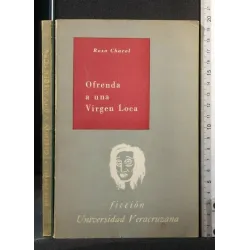 Rosa Chacel
Ofrenda
a una
Virgen Loca
ficción
Universidad Veracruzana